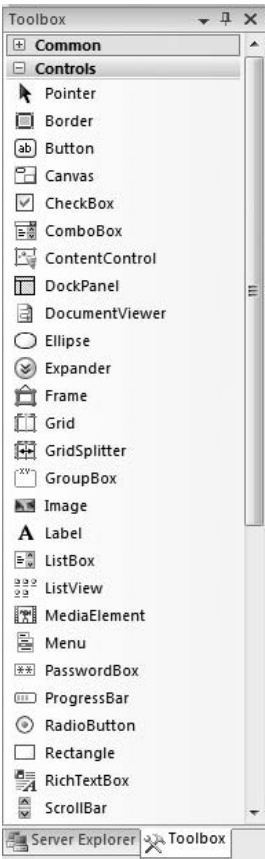 Toolbox
Common
Controls
Pointer
Border
ab Button
Canvas
CheckBox
ComboBox
ContentControl
DockPanel
DocumentViewer
Ellipse
Expander
Frame
Grid
GridSplitter
XY GroupBox
Image
A Label
ListBox
ListView
MediaElement
Menu
** PasswordBox
ProgressBar
RadioButton
Rectangle
A RichTextBox
ScrollBar
Server Explorer Toolbox